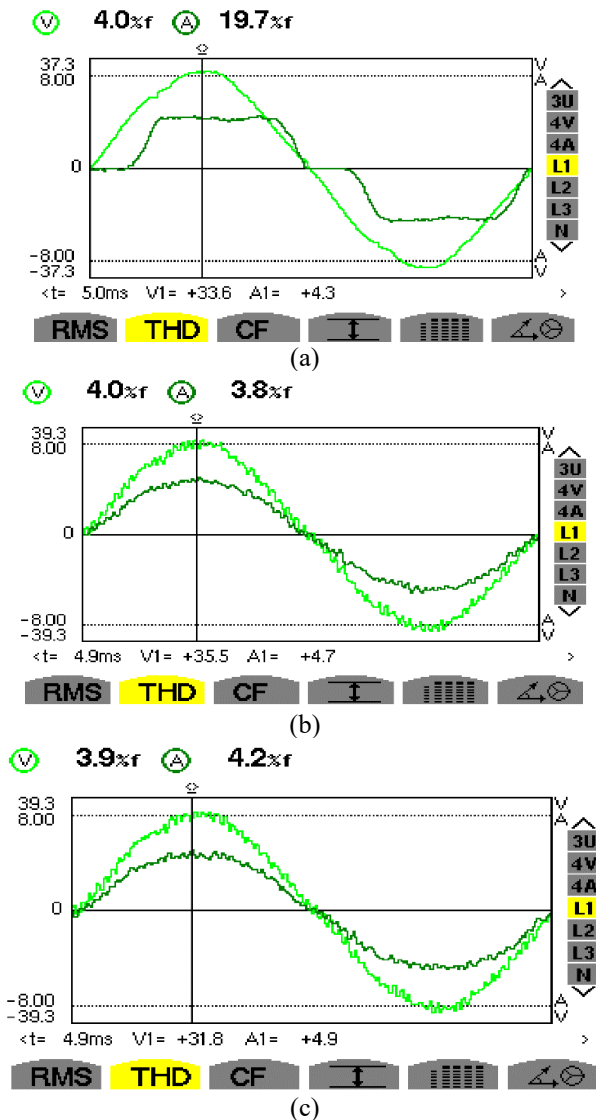 V 4.0%f A 19.7%f
37.3 V
8.00 A
3U
4V
4A
0 L1
L2
L3
N
-8.00 A
-37.3 V
<t= 5.0ms V1= +33.6 A1= +4.3 >
RMS THD CF
(a)
V 4.0%f A 3.8%f
39.3 V
8.00 A
3U
4V
4A
0 L1
L2
L3
N
-8.00 A
-39.3 V
<t= 4.9ms V1= +35.5 A1= +4.7 >
RMS THD CF
(b)
V 3.9%f A 4.2%f
39.3 V
8.00 A
3U
4V
4A
0 L1
L2
L3
N
-8.00 A
-39.3 V
<t= 4.9ms V1= +31.8 A1= +4.9 >
RMS THD CF
(c)